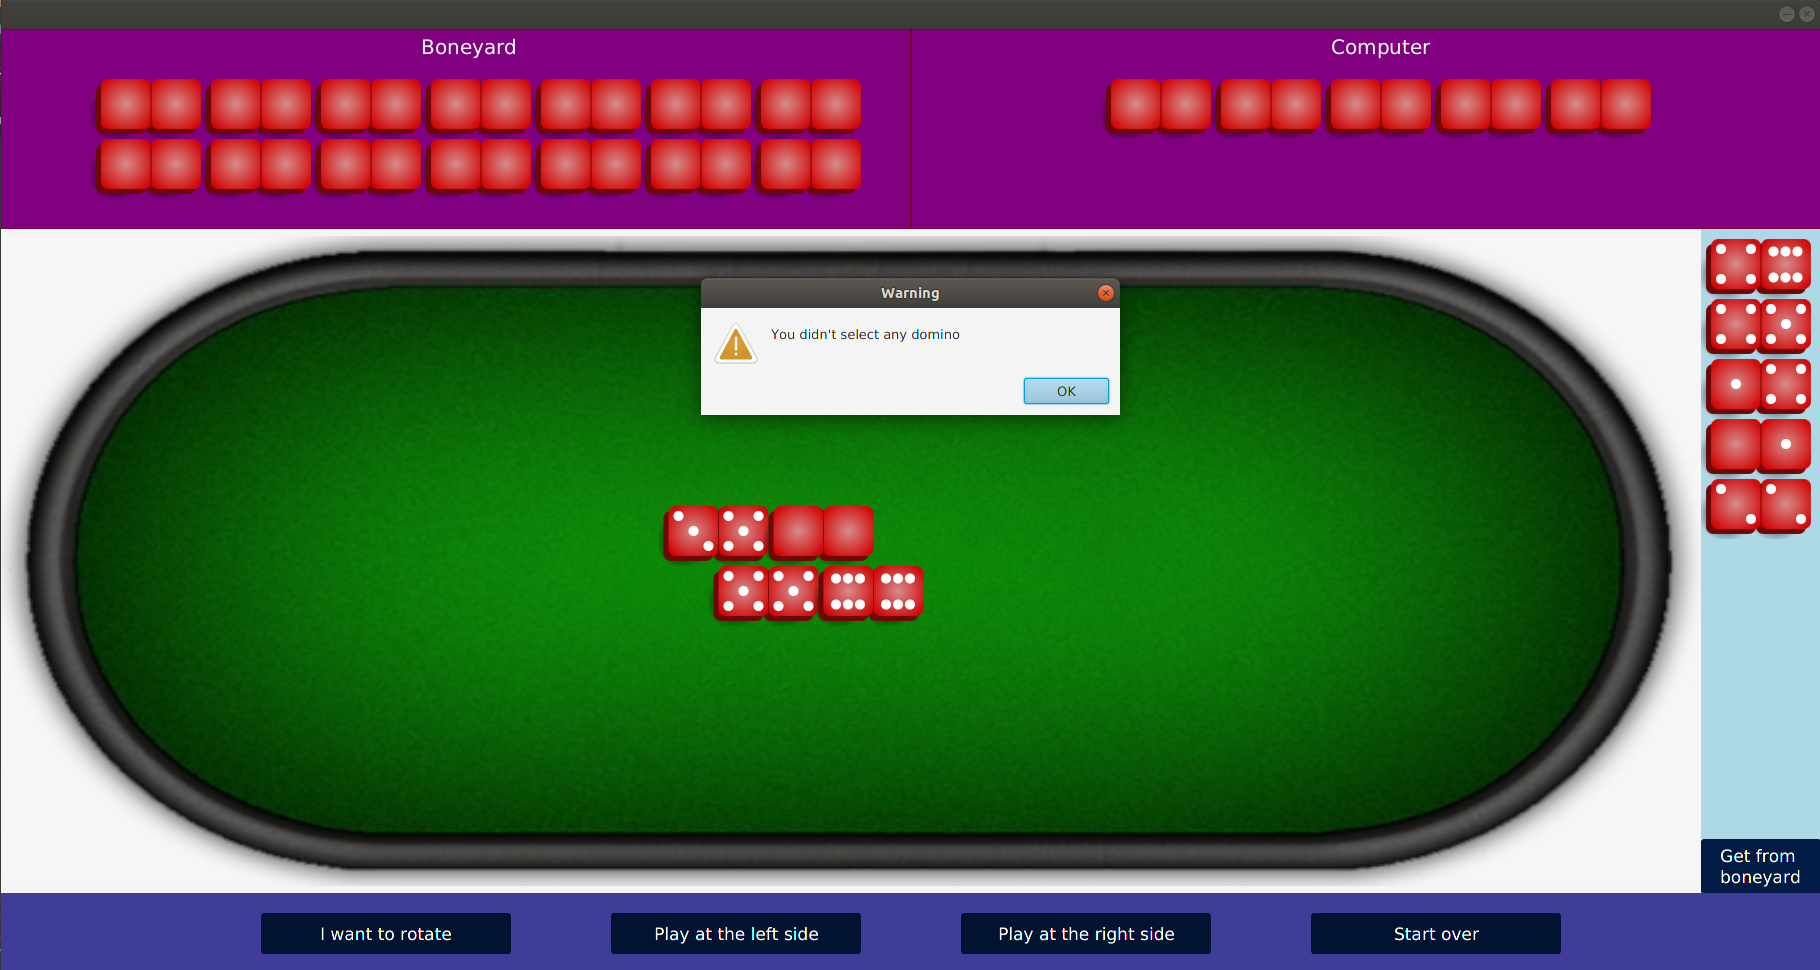 Boneyard
Computer
Warning
You didn't select any domino
OK
Get from
boneyard
I want to rotate
Play at the left side
Play at the right side
Start over